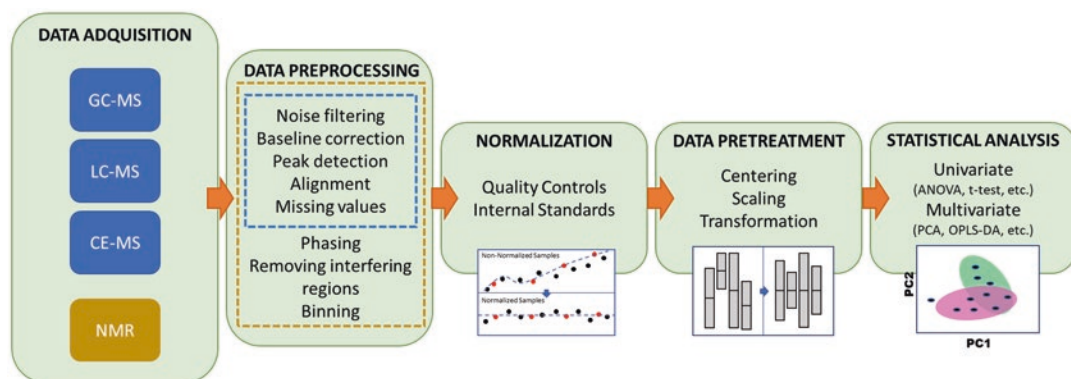 DATA ADQUISITION
GC-MS
LC-MS
CE-MS
NMR
DATA PREPROCESSING
Noise filtering
Baseline correction
Peak detection
Alignment
Missing values
Phasing
Removing interfering
regions
Binning
NORMALIZATION
Quality Controls
Internal Standards
Non-Normalized Samples
Normalized Samples
DATA PRETREATMENT
Centering
Scaling
Transformation
STATISTICAL ANALYSIS
Univariate
(ANOVA, t-test, etc.)
Multivariate
(PCA, OPLS-DA, etc.)
PC2
PC1